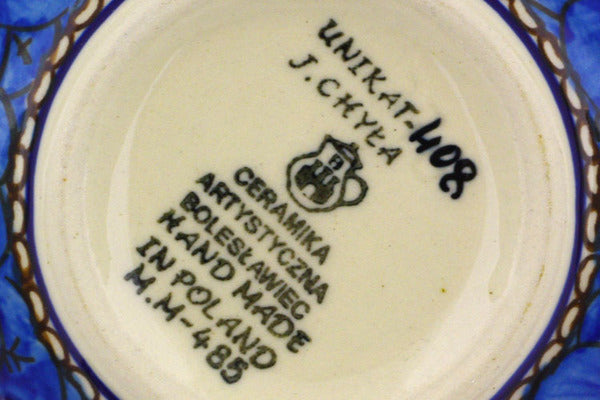 UNIKAT-408
J. CHYŁA
CERAMIKA
ARTYSTYCZNA
BOLESŁAWIEC
HAND MADE
IN POLAND
M.M-485